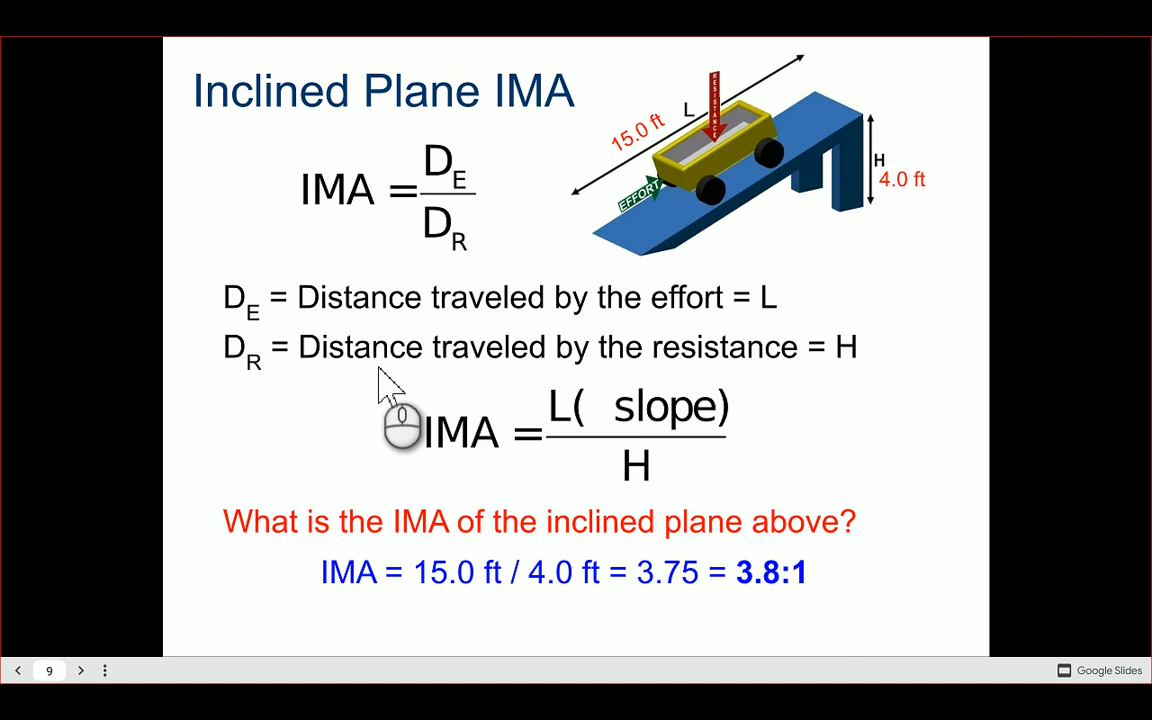 Inclined Plane IMA
IMA = D_E / D_R
L
15.0 ft
RESISTANCE
EFFORT
H
4.0 ft
D_E = Distance traveled by the effort = L
D_R = Distance traveled by the resistance = H
IMA = L( slope) / H
What is the IMA of the inclined plane above?
IMA = 15.0 ft / 4.0 ft = 3.75 = 3.8:1
9
Google Slides